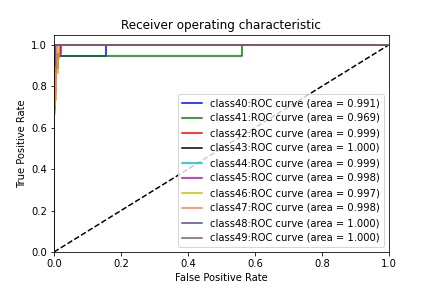 Receiver operating characteristic
1.0
0.8
0.6
0.4
0.2
0.0
True Positive Rate
class40:ROC curve (area = 0.991)
class41:ROC curve (area = 0.969)
class42:ROC curve (area = 0.999)
class43:ROC curve (area = 1.000)
class44:ROC curve (area = 0.999)
class45:ROC curve (area = 0.998)
class46:ROC curve (area = 0.997)
class47:ROC curve (area = 0.998)
class48:ROC curve (area = 1.000)
class49:ROC curve (area = 1.000)
0.0 0.2 0.4 0.6 0.8 1.0
False Positive Rate